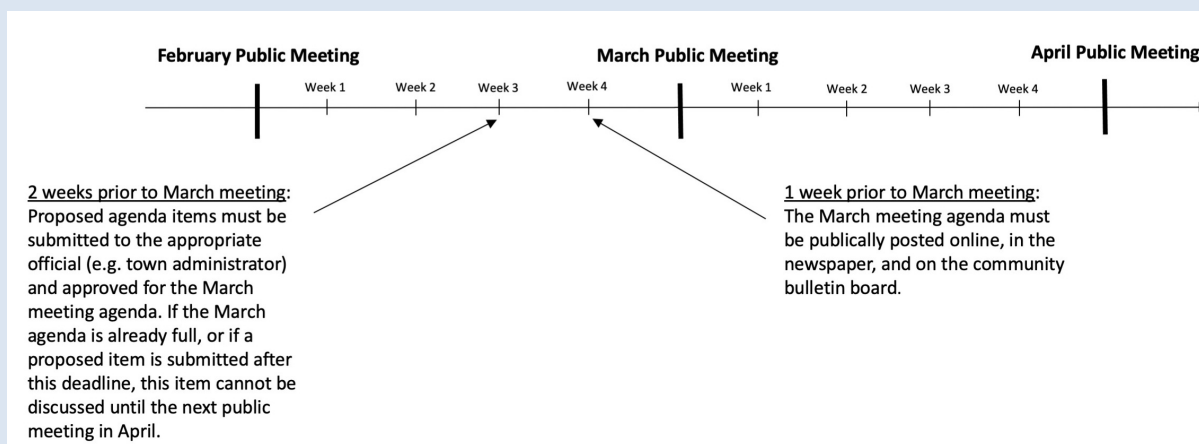 February Public Meeting
March Public Meeting
April Public Meeting
Week 1
Week 2
Week 3
Week 4
Week 1
Week 2
Week 3
Week 4
2 weeks prior to March meeting:
Proposed agenda items must be
submitted to the appropriate
official (e.g. town administrator)
and approved for the March
meeting agenda. If the March
agenda is already full, or if a
proposed item is submitted after
this deadline, this item cannot be
discussed until the next public
meeting in April.
1 week prior to March meeting:
The March meeting agenda must
be publically posted online, in the
newspaper, and on the community
bulletin board.